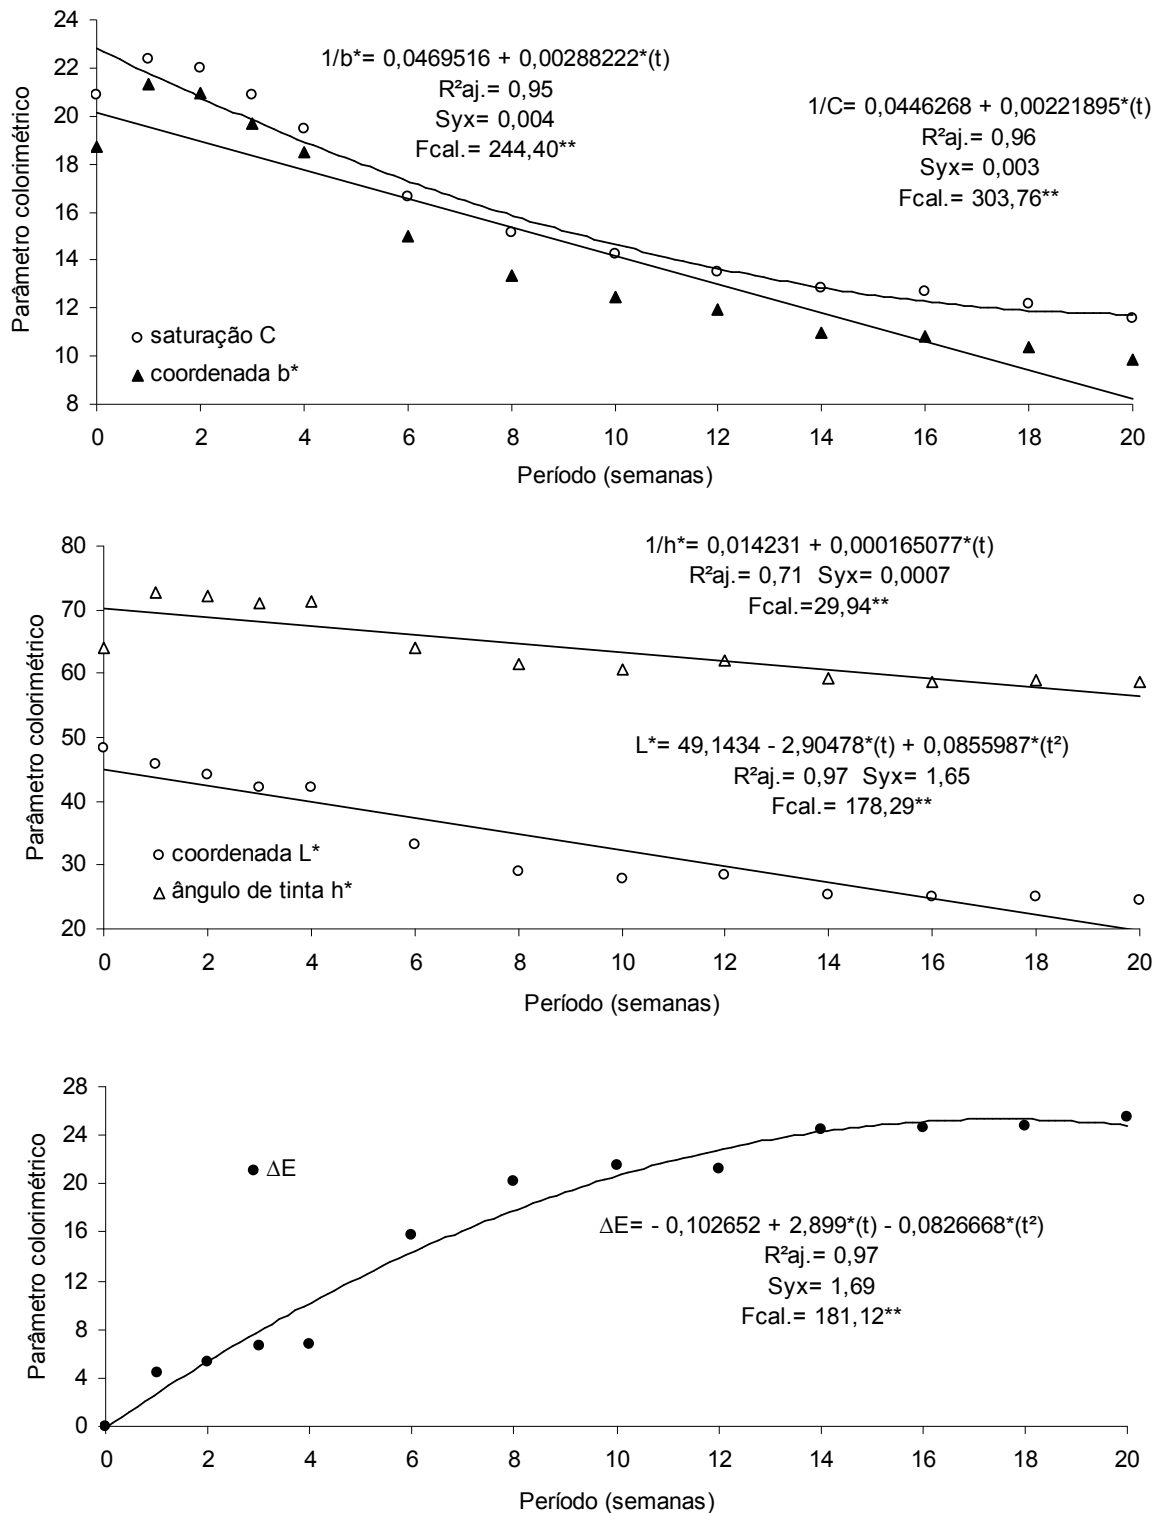 24
22
20
18
16
14
12
10
8
Parâmetro colorimétrico
1/b*= 0,0469516 + 0,00288222*(t)
R²aj.= 0,95
Syx= 0,004
Fcal.= 244,40**
1/C= 0,0446268 + 0,00221895*(t)
R²aj.= 0,96
Syx= 0,003
Fcal.= 303,76**
saturação C
coordenada b*
0 2 4 6 8 10 12 14 16 18 20
Período (semanas)
80
70
60
50
40
30
20
Parâmetro colorimétrico
1/h*= 0,014231 + 0,000165077*(t)
R²aj.= 0,71 Syx= 0,0007
Fcal.=29,94**
L*= 49,1434 - 2,90478*(t) + 0,0855987*(t²)
R²aj.= 0,97 Syx= 1,65
Fcal.= 178,29**
coordenada L*
ângulo de tinta h*
0 2 4 6 8 10 12 14 16 18 20
Período (semanas)
28
24
20
16
12
8
4
0
Parâmetro colorimétrico
ΔE
ΔE= - 0,102652 + 2,899*(t) - 0,0826668*(t²)
R²aj.= 0,97
Syx= 1,69
Fcal.= 181,12**
0 2 4 6 8 10 12 14 16 18 20
Período (semanas)